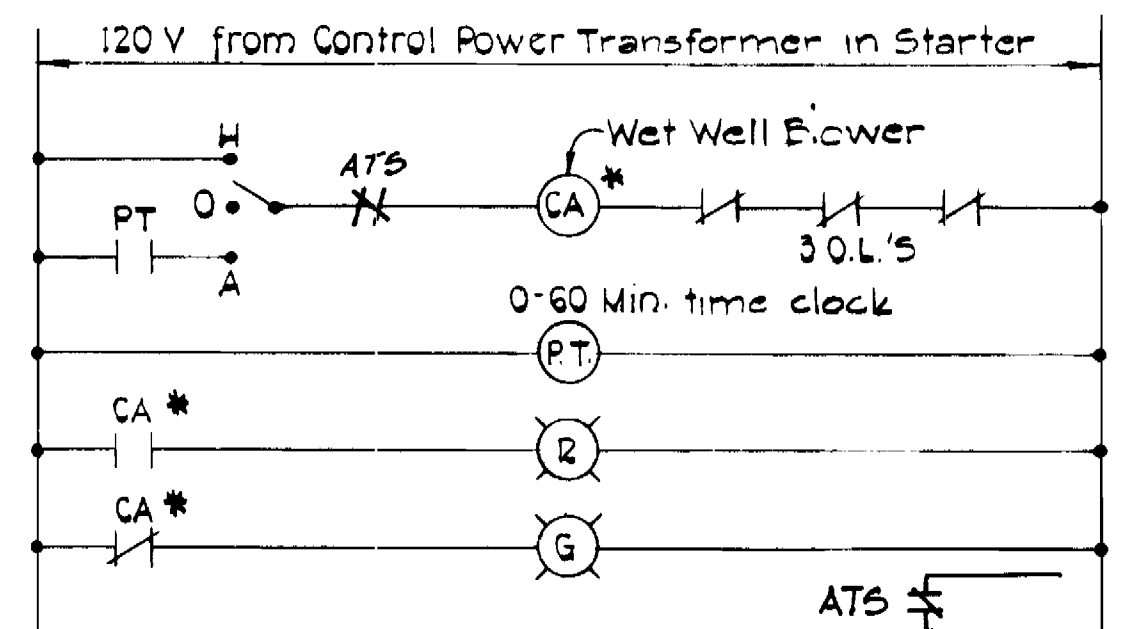 120 V from Control Power Transformer in Starter
H
Wet Well Blower
ATS
CA *
O
PT
3 O.L.'S
A
0-60 Min. time clock
P.T.
CA *
R
CA *
G
ATS